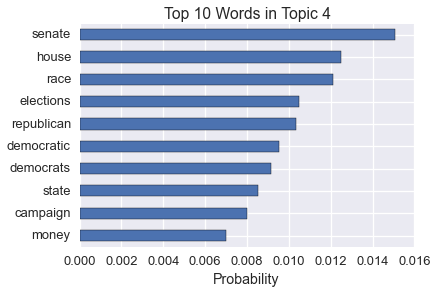 Top 10 Words in Topic 4
senate
house
race
elections
republican
democratic
democrats
state
campaign
money
0.000 0.002 0.004 0.006 0.008 0.010 0.012 0.014 0.016
Probability